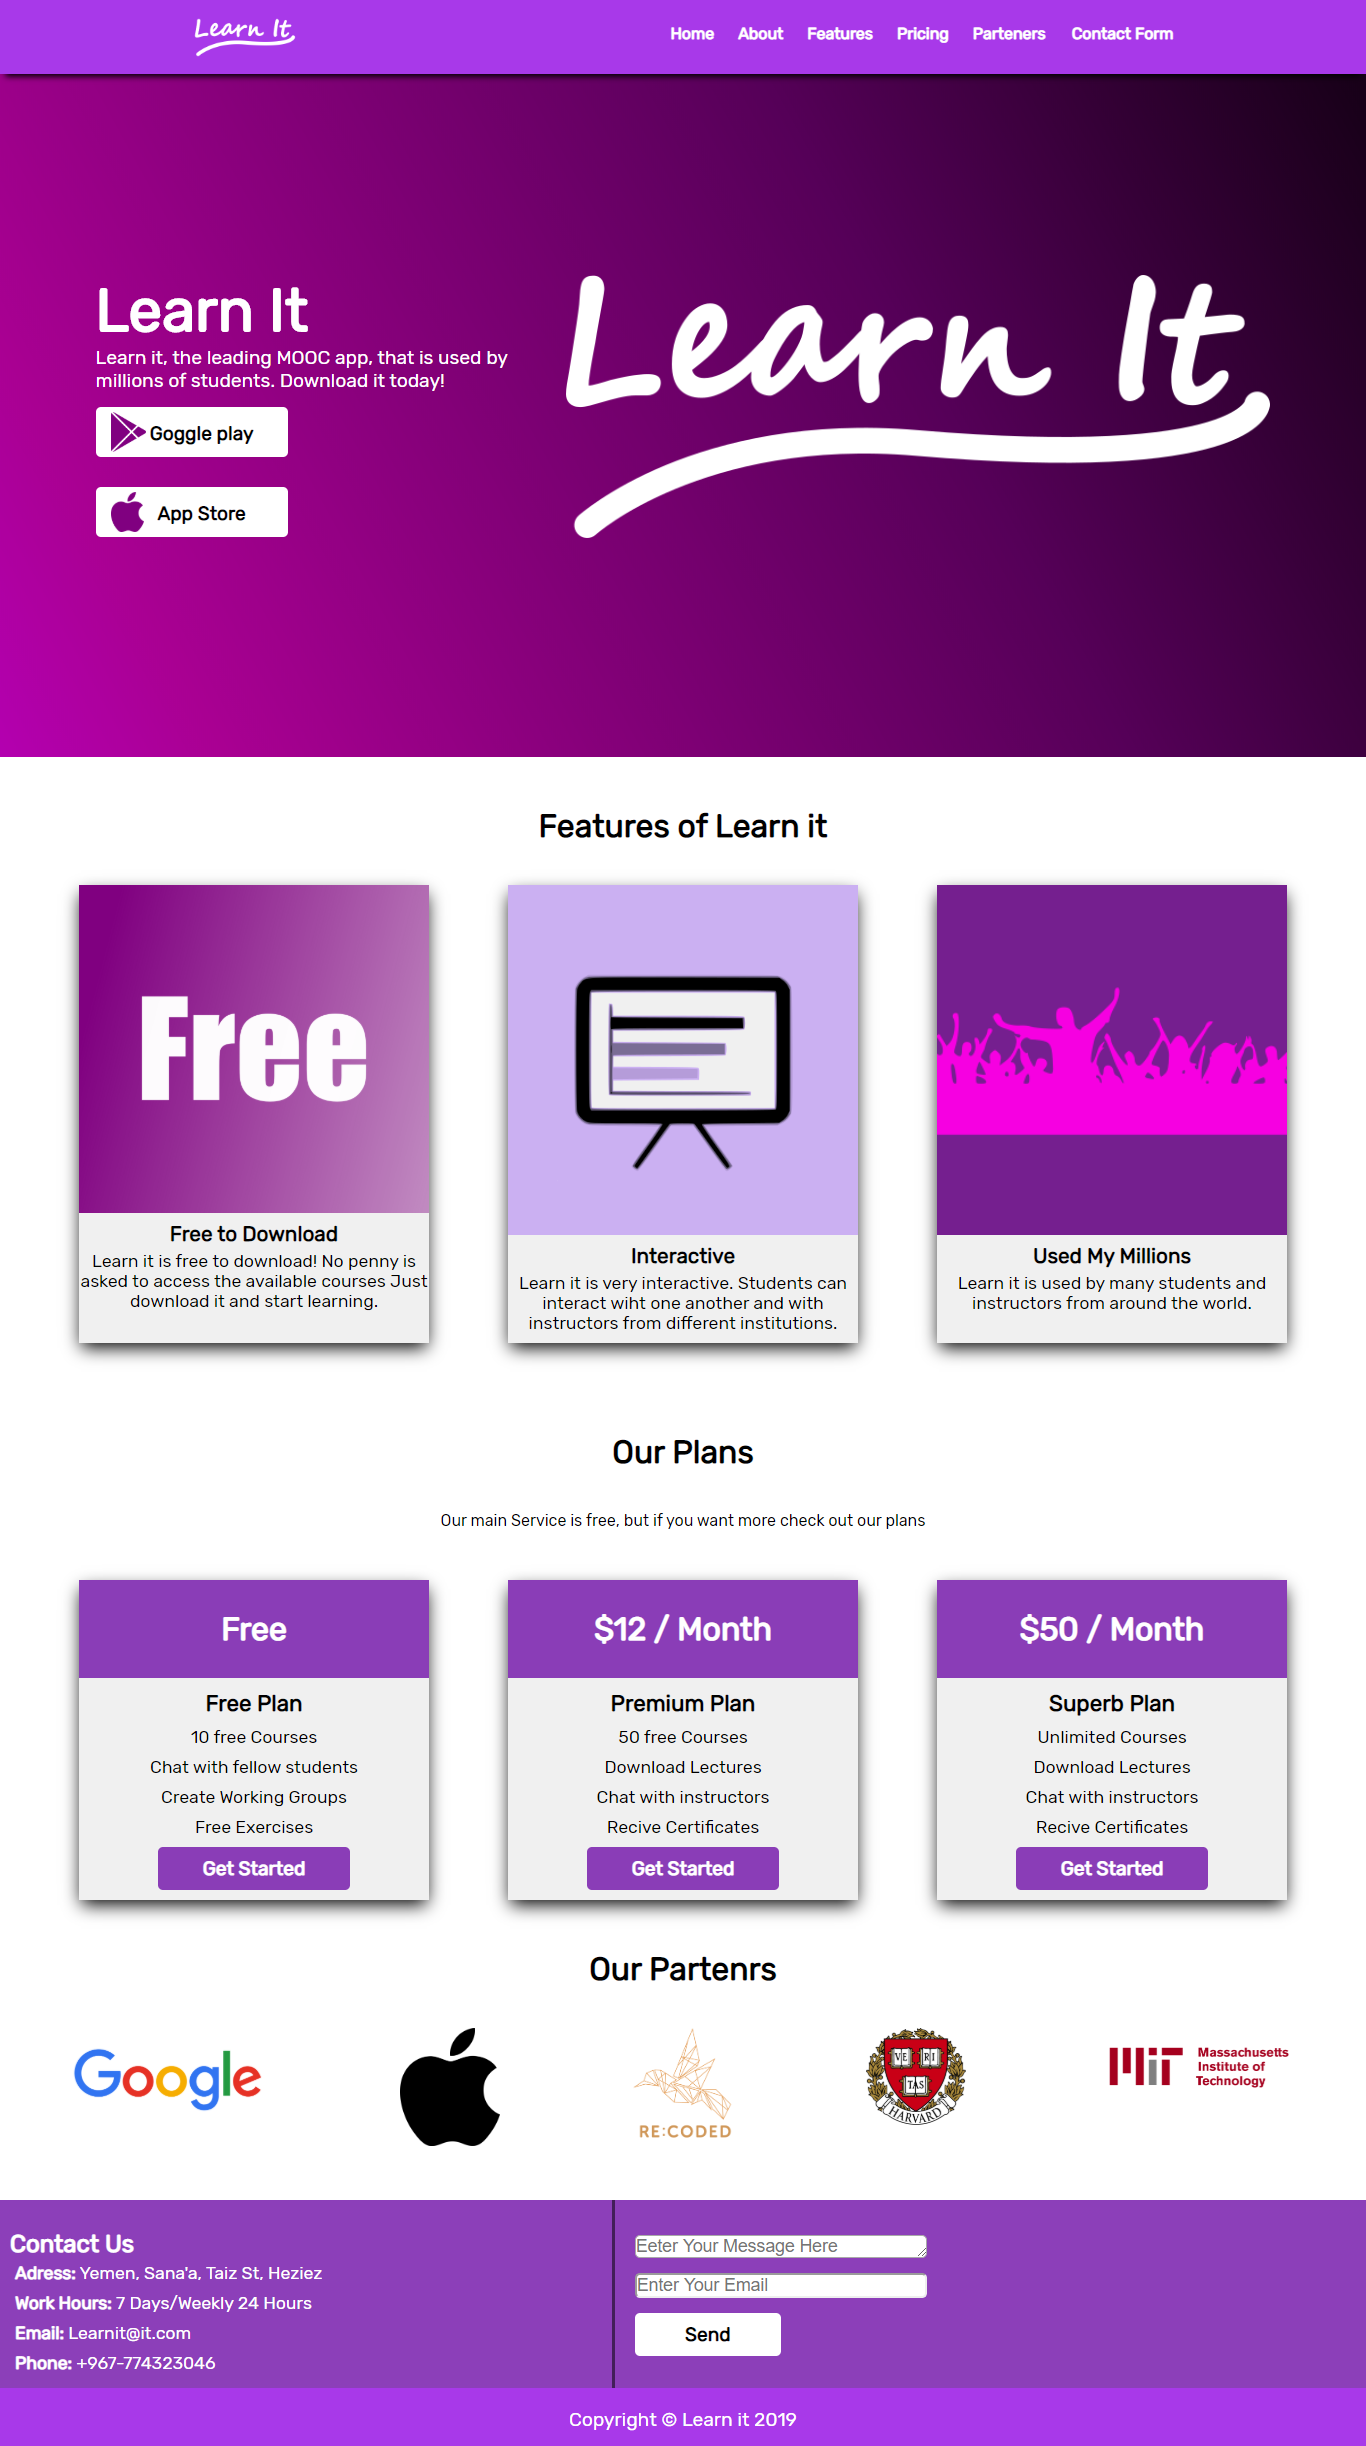 Learn It
Home About Features Pricing Parteners Contact Form
Learn It
Learn it, the leading MOOC app, that is used by
millions of students. Download it today!
Goggle play
App Store
Learn It
Features of Learn it
Free
Free to Download
Learn it is free to download! No penny is
asked to access the available courses Just
download it and start learning.
Interactive
Learn it is very interactive. Students can
interact wiht one another and with
instructors from different institutions.
Used My Millions
Learn it is used by many students and
instructors from around the world.
Our Plans
Our main Service is free, but if you want more check out our plans
Free
Free Plan
10 free Courses
Chat with fellow students
Create Working Groups
Free Exercises
Get Started
$12 / Month
Premium Plan
50 free Courses
Download Lectures
Chat with instructors
Recive Certificates
Get Started
$50 / Month
Superb Plan
Unlimited Courses
Download Lectures
Chat with instructors
Recive Certificates
Get Started
Our Partenrs
Google
RE:CODED
VE RI
TAS
HARVARD
MIT
Massachusetts
Institute of
Technology
Contact Us
Adress: Yemen, Sana'a, Taiz St, Heziez
Work Hours: 7 Days/Weekly 24 Hours
Email: Learnit@it.com
Phone: +967-774323046
Eeter Your Message Here
Enter Your Email
Send
Copyright © Learn it 2019